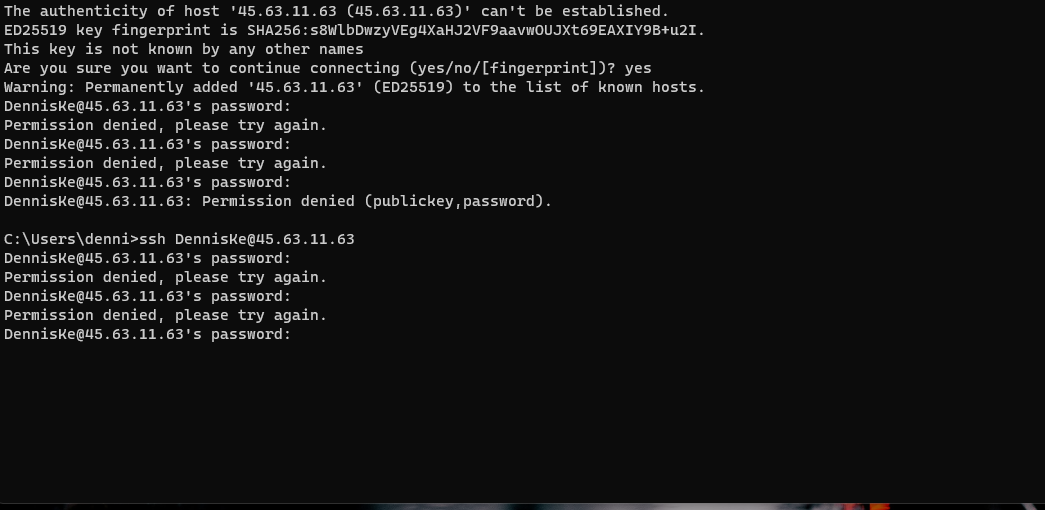 The authenticity of host '45.63.11.63 (45.63.11.63)' can't be established.
ED25519 key fingerprint is SHA256:s8WlbDwzyVEg4XaHJ2VF9aavwOUJXt69EAXIY9B+u2I.
This key is not known by any other names
Are you sure you want to continue connecting (yes/no/[fingerprint])? yes
Warning: Permanently added '45.63.11.63' (ED25519) to the list of known hosts.
DennisKe@45.63.11.63's password:
Permission denied, please try again.
DennisKe@45.63.11.63's password:
Permission denied, please try again.
DennisKe@45.63.11.63's password:
DennisKe@45.63.11.63: Permission denied (publickey,password).
C:\Users\denni>ssh DennisKe@45.63.11.63
DennisKe@45.63.11.63's password:
Permission denied, please try again.
DennisKe@45.63.11.63's password:
Permission denied, please try again.
DennisKe@45.63.11.63's password: